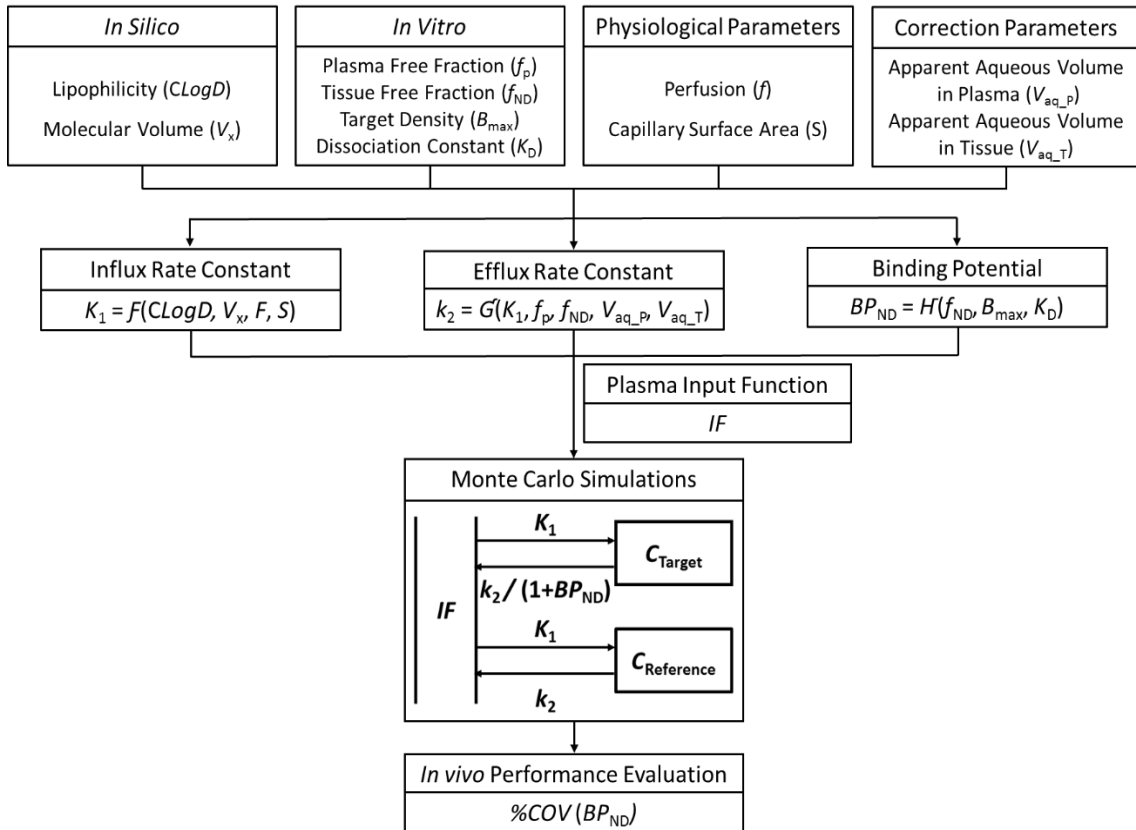 In Silico
Lipophilicity (CLogD)
Molecular Volume (Vx)
In Vitro
Plasma Free Fraction (fp)
Tissue Free Fraction (fND)
Target Density (Bmax)
Dissociation Constant (KD)
Physiological Parameters
Perfusion (f)
Capillary Surface Area (S)
Correction Parameters
Apparent Aqueous Volume
in Plasma (Vaq_P)
Apparent Aqueous Volume
in Tissue (Vaq_T)
Influx Rate Constant
K1 = F(CLogD, Vx, F, S)
Efflux Rate Constant
k2 = G(K1, fp, fND, Vaq_P, Vaq_T)
Binding Potential
BPND = H(fND, Bmax, KD)
Plasma Input Function
IF
Monte Carlo Simulations
IF
K1
CTarget
k2 / (1+BPND)
K1
CReference
k2
In vivo Performance Evaluation
%COV (BPND)